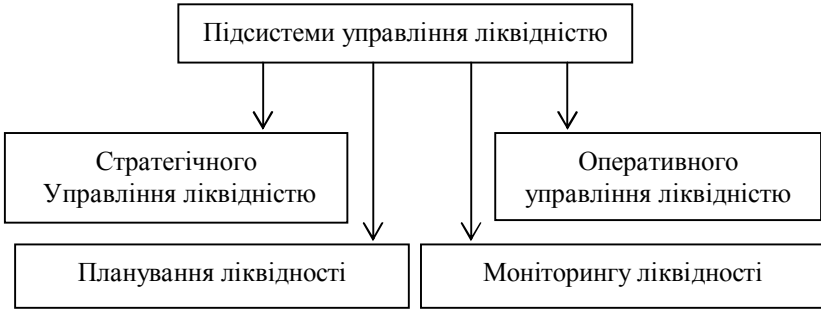 Підсистеми управління ліквідністю
Стратегічного
Управління ліквідністю
Оперативного
управління ліквідністю
Планування ліквідності
Моніторингу ліквідності